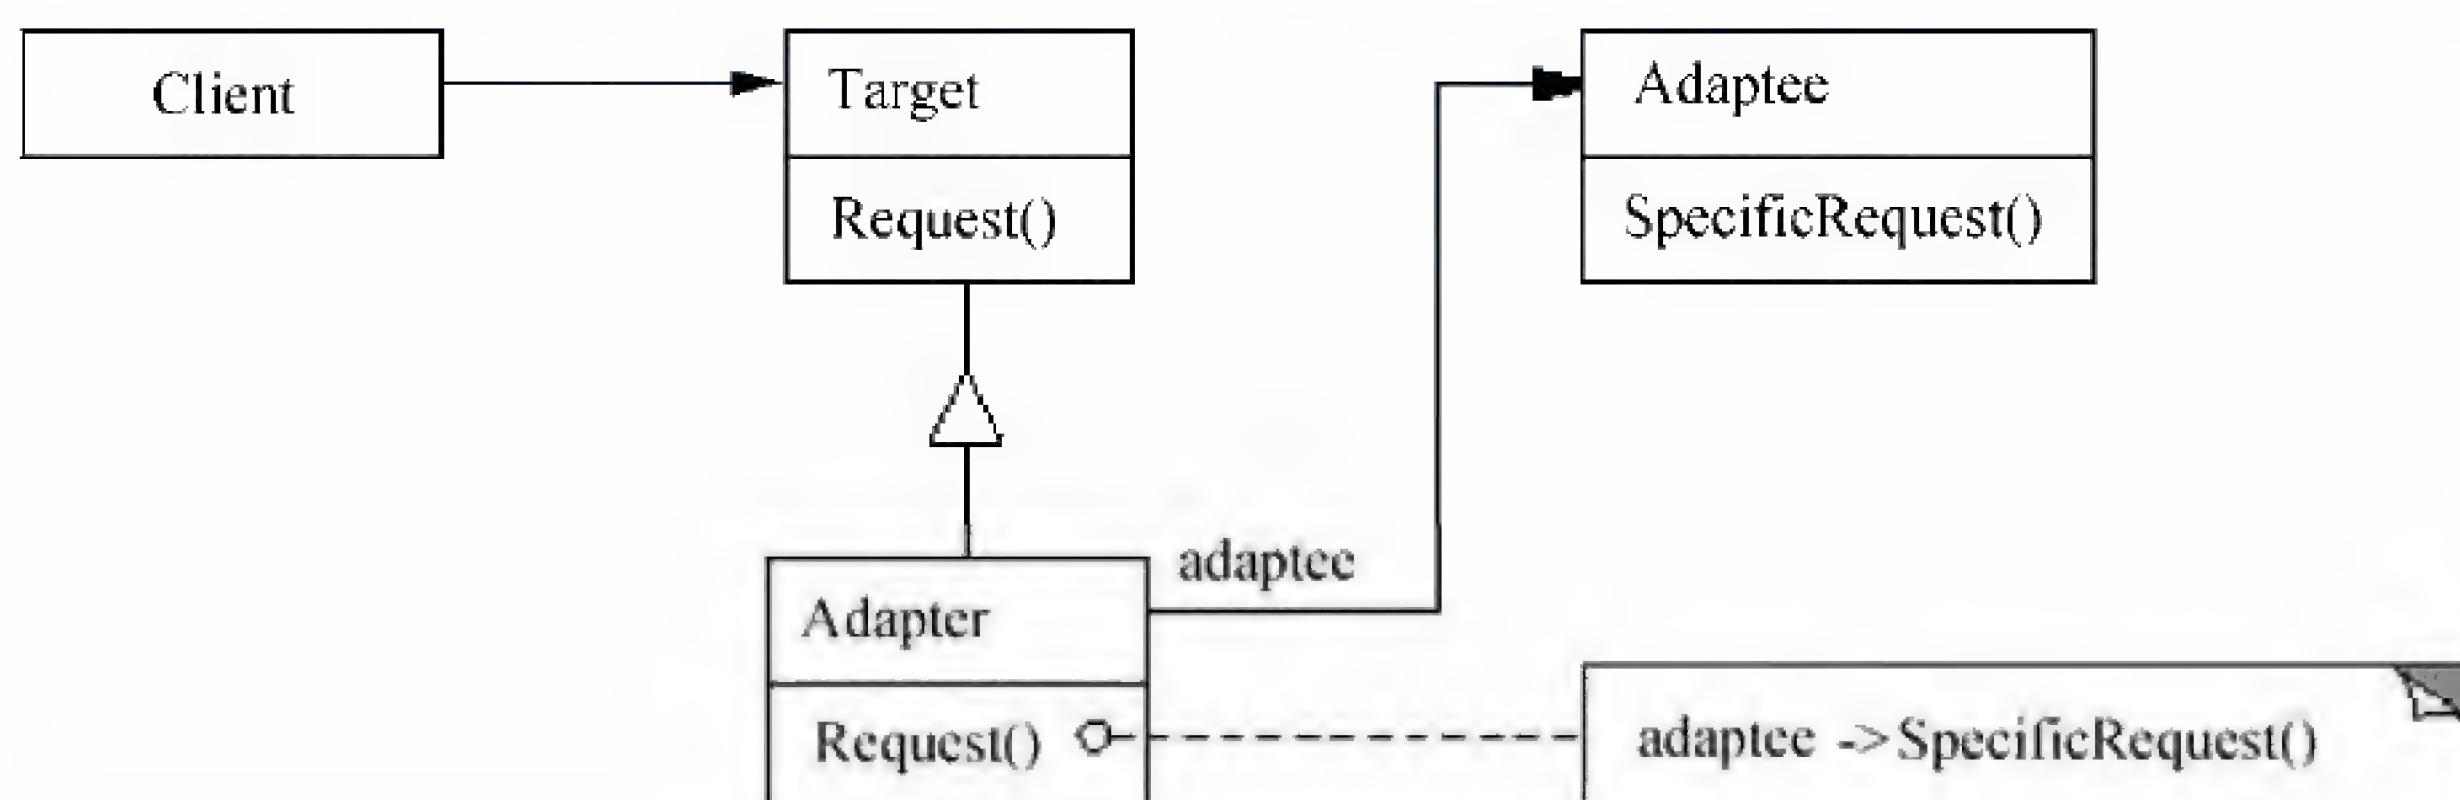 Client
Target
Request()
Adaptee
SpecificRequest()
adaptee
Adapter
Request()
adaptee ->SpecificRequest()